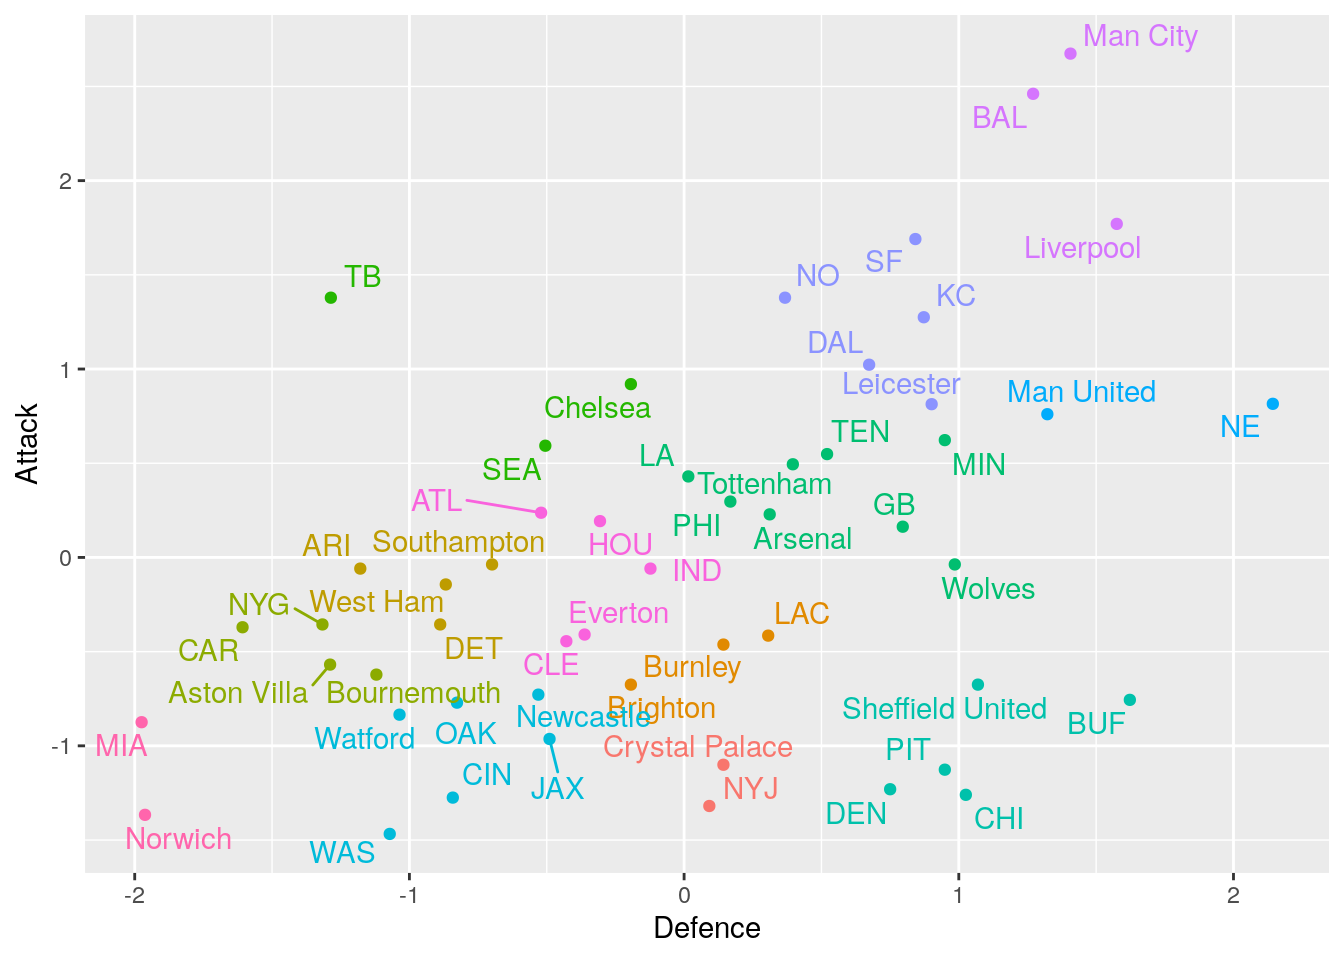 Man City
BAL
2
Liverpool
SF
NO
TB
KC
DAL
1
Leicester
Man United
Chelsea
NE
TEN
Attack
LA
MIN
SEA
Tottenham
ATL
GB
PHI
Arsenal
Southampton
ARI
HOU
0
IND
Wolves
West Ham
NYG
Everton
LAC
DET
CAR
CLE
Burnley
Aston Villa
Bournemouth
Brighton
Sheffield United
Newcastle
BUF
OAK
Watford
MIA
-1
Crystal Palace
PIT
CIN
JAX
NYJ
DEN
CHI
Norwich
WAS
-2
-1
0
1
2
Defence